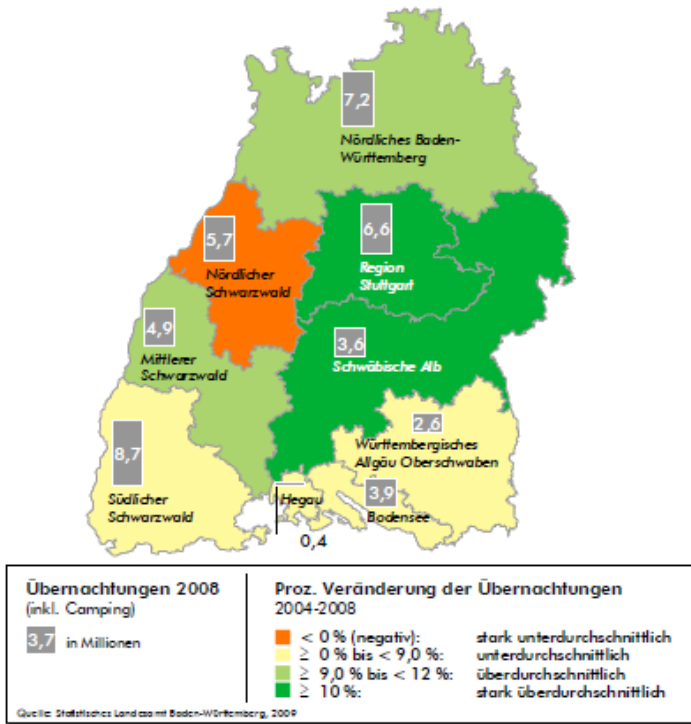 7,2
Nördliches Baden-
Württemberg
5,7
Nördlicher
Schwarzwald
6,6
Region
Stuttgart
4,9
Mittlerer
Schwarzwald
3,6
Schwäbische Alb
8,7
Südlicher
Schwarzwald
2,6
Württembergisches
Allgäu Oberschwaben
Hegau
3,9
Bodensee
0,4
Übernachtungen 2008
(inkl. Camping)
3,7 in Millionen
Proz. Veränderung der Übernachtungen
2004-2008
< 0 % (negativ): stark unterdurchschnittlich
≥ 0 % bis < 9,0 %: unterdurchschnittlich
≥ 9,0 % bis < 12 %: überdurchschnittlich
≥ 10 %: stark überdurchschnittlich
Quelle: Statistisches Landesamt Baden-Württemberg, 2009